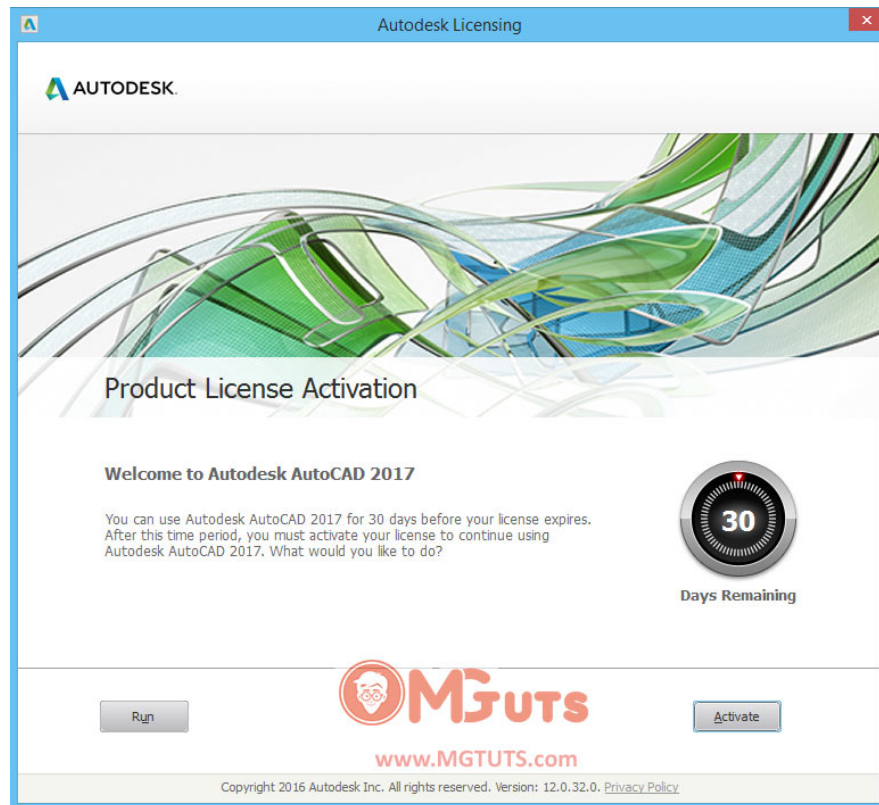 Autodesk Licensing
AUTODESK.
Product License Activation
Welcome to Autodesk AutoCAD 2017
You can use Autodesk AutoCAD 2017 for 30 days before your license expires.
After this time period, you must activate your license to continue using
Autodesk AutoCAD 2017. What would you like to do?
30
Days Remaining
Run
MGTUTS
Activate
www.MGTUTS.com
Copyright 2016 Autodesk Inc. All rights reserved. Version: 12.0.32.0. Privacy Policy